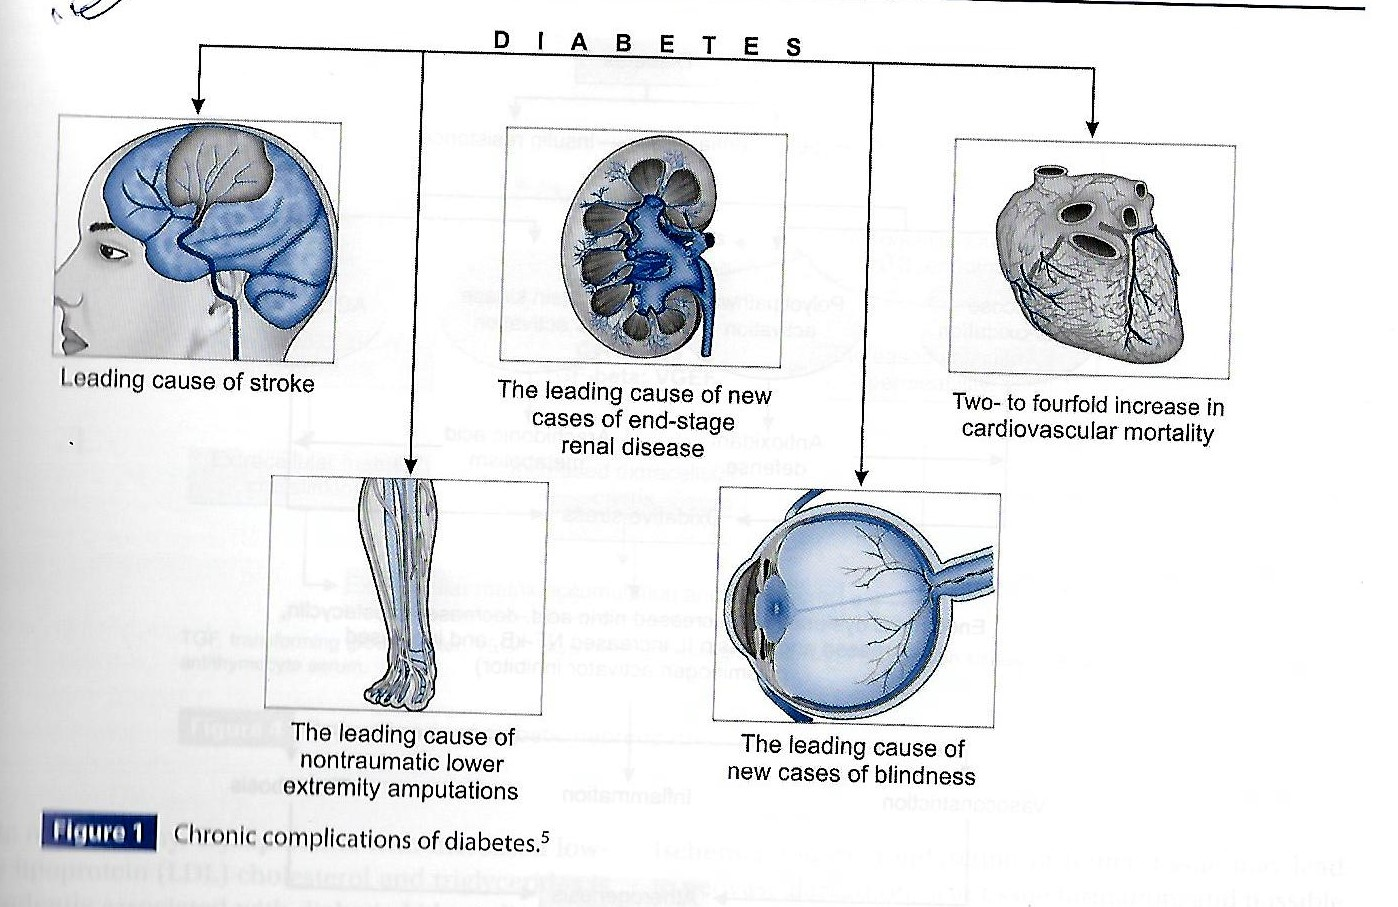 DIABETES
Leading cause of stroke
The leading cause of new
cases of end-stage
renal disease
Two- to fourfold increase in
cardiovascular mortality
The leading cause of
nontraumatic lower
extremity amputations
The leading cause of
new cases of blindness
Figure 1 Chronic complications of diabetes.5